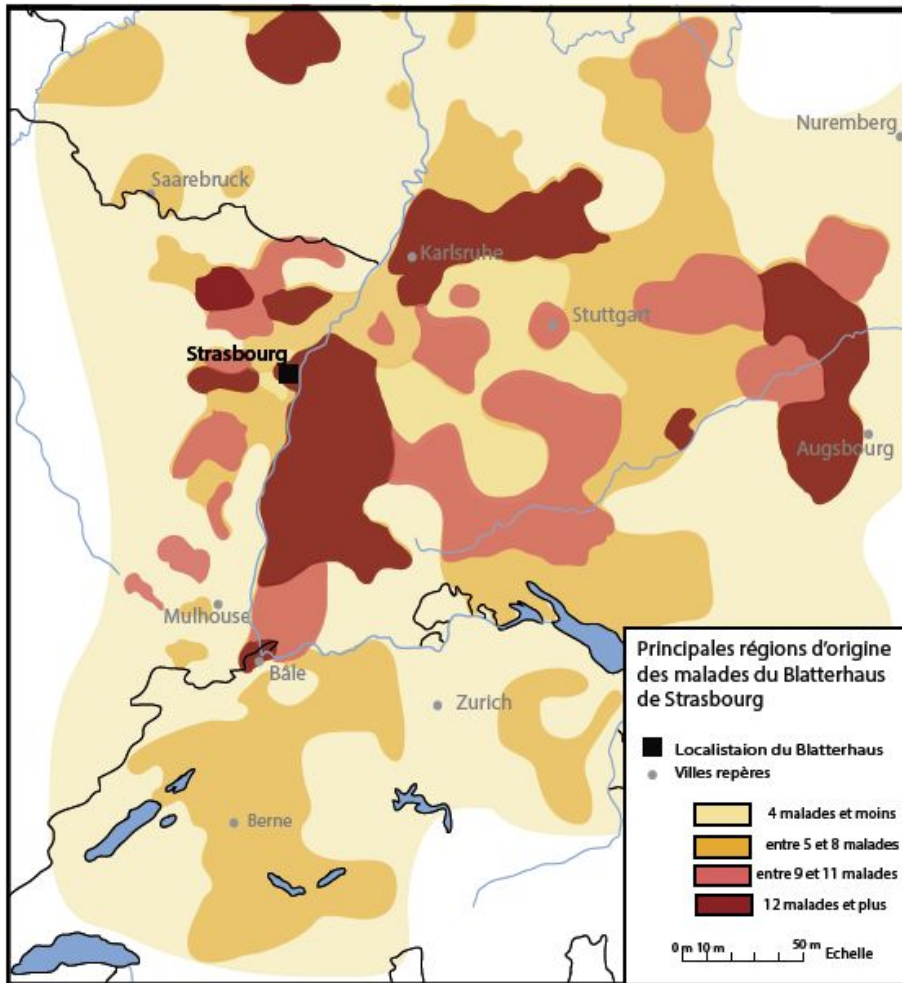 Nuremberg
Saarebruck
Karlsruhe
Stuttgart
Strasbourg
Augsbourg
Mulhouse
Bâle
Zurich
Berne
Principales régions d'origine
des malades du Blatterhaus
de Strasbourg
Localistaion du Blatterhaus
Villes repères
4 malades et moins
entre 5 et 8 malades
entre 9 et 11 malades
12 malades et plus
0 m 10 m 50 m Echelle